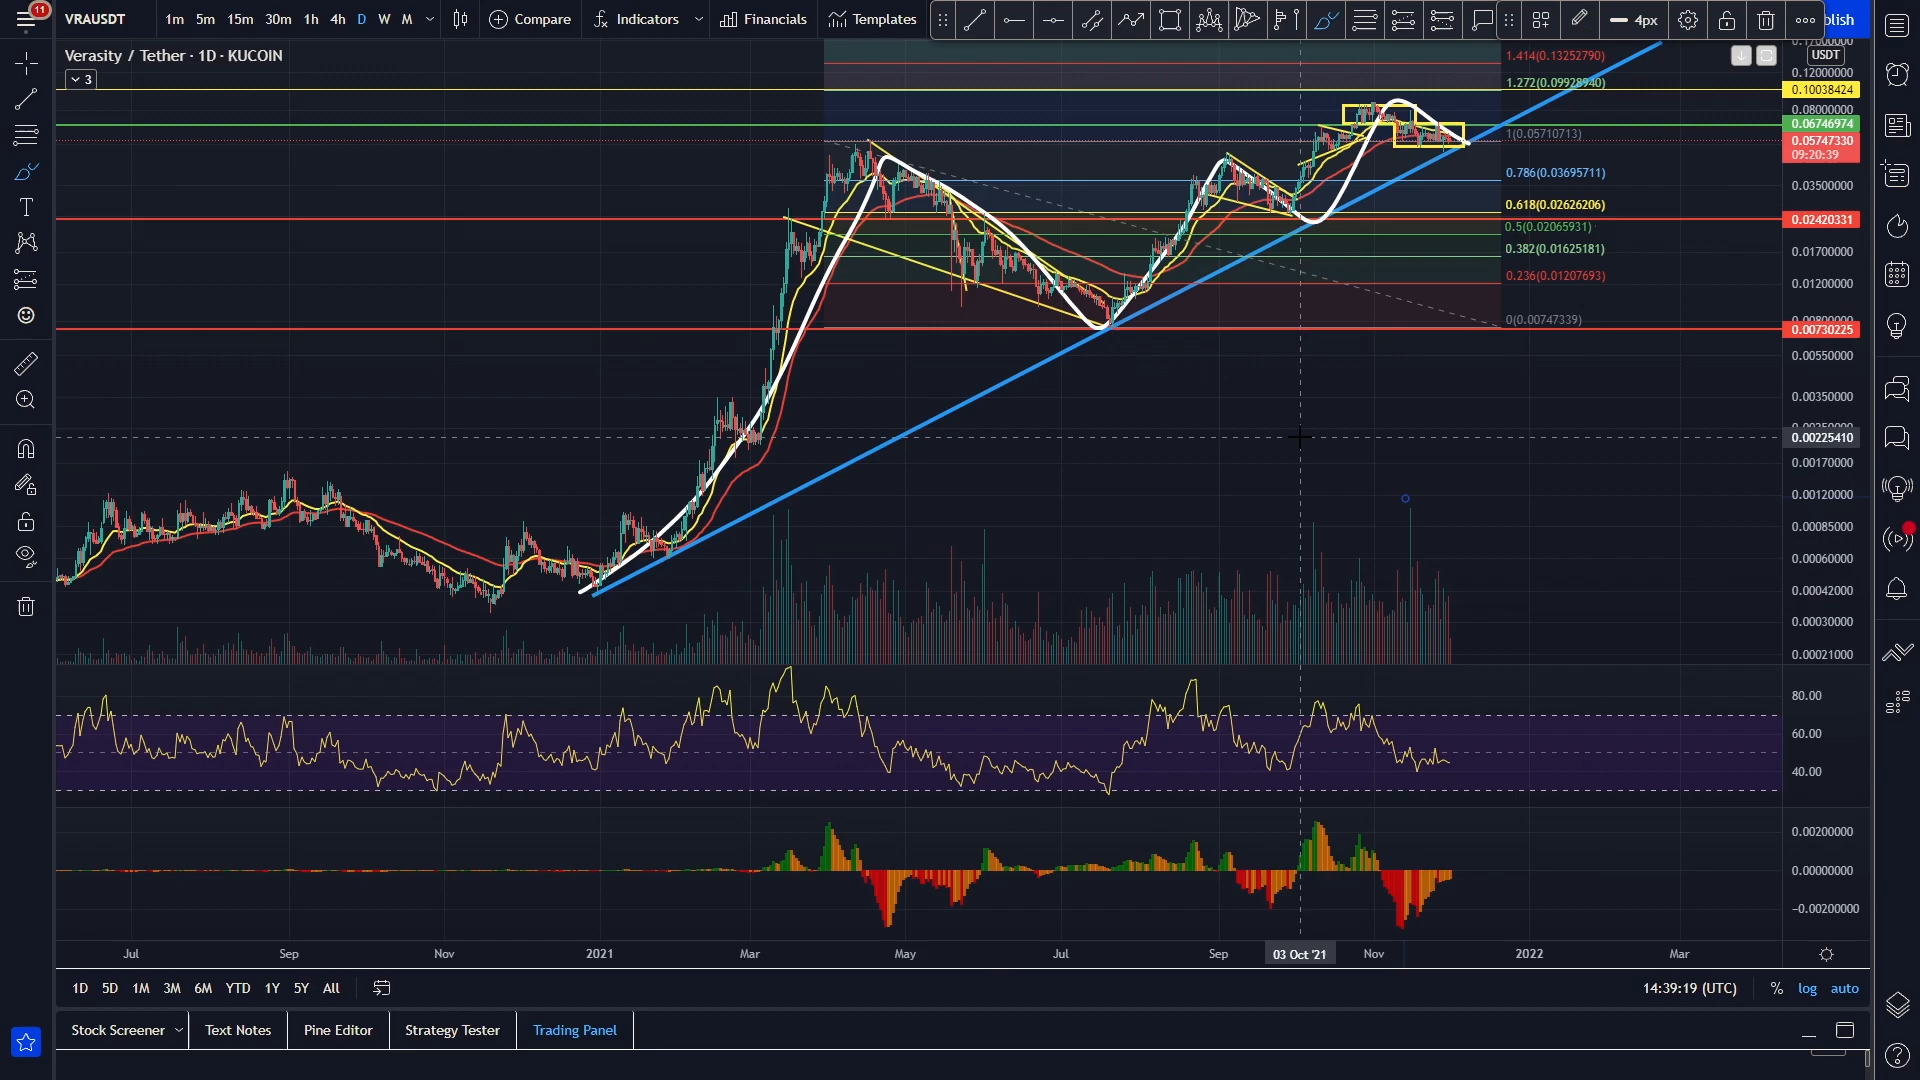 11
VRAUSDT
1m 5m 15m 30m 1h 4h D W M
Compare
Indicators
Financials
Templates
4px
blish
Verasity / Tether · 1D · KUCOIN
3
USDT
1.414(0.13252790)
1.272(0.09928940)
1(0.05710713)
0.786(0.03695711)
0.618(0.02626206)
0.5(0.02065931)
0.382(0.01625181)
0.236(0.01207693)
0(0.00747339)
0.12000000
0.10038424
0.08000000
0.06746974
0.05747330
09:20:39
0.03500000
0.02420331
0.01700000
0.01200000
0.00730225
0.00550000
0.00350000
0.00225410
0.00170000
0.00120000
0.00085000
0.00060000
0.00042000
0.00030000
0.00021000
80.00
60.00
40.00
0.00200000
0.00000000
−0.00200000
Jul Sep Nov 2021 Mar May Jul Sep 03 Oct '21 Nov 2022 Mar
1D 5D 1M 3M 6M YTD 1Y 5Y All
14:39:19 (UTC) % log auto
Stock Screener Text Notes Pine Editor Strategy Tester Trading Panel